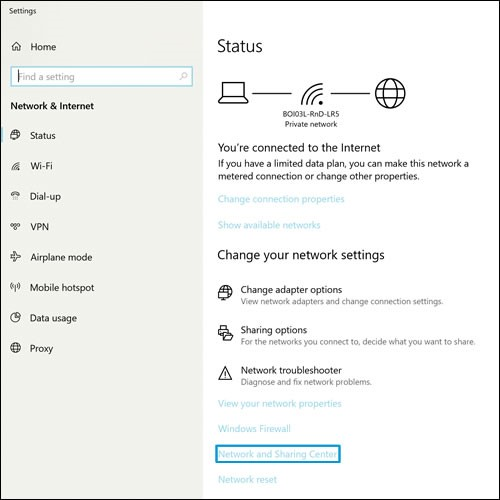 Settings
Home
Find a setting
Network & Internet
Status
Wi-Fi
Dial-up
VPN
Airplane mode
Mobile hotspot
Data usage
Proxy
Status
BOI03L-RnD-LR5
Private network
You're connected to the Internet
If you have a limited data plan, you can make this network a
metered connection or change other properties.
Change connection properties
Show available networks
Change your network settings
Change adapter options
View network adapters and change connection settings.
Sharing options
For the networks you connect to, decide what you want to share.
Network troubleshooter
Diagnose and fix network problems.
View your network properties
Windows Firewall
Network and Sharing Center
Network reset